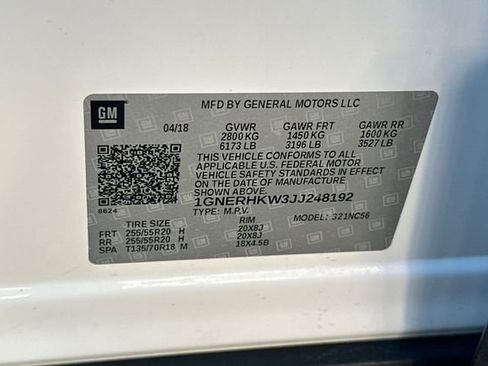 GM
MFD BY GENERAL MOTORS LLC
04/18 GVWR GAWR FRT GAWR RR
2800 KG 1450 KG 1600 KG
6173 LB 3196 LB 3527 LB
THIS VEHICLE CONFORMS TO ALL
APPLICABLE U.S. FEDERAL MOTOR
VEHICLE SAFETY STANDARDS IN EFFECT
ON THE DATE OF MANUFACTURE
SHOWN ABOVE.
1GNERHKW3JJ248192
8624
TYPE: M.P.V. MODEL: 321NC56
TIRE SIZE RIM
FRT 255/55R20 H 20X8J
RR 255/55R20 H 20X8J
SPA T135/70R18 M 18X4.5B